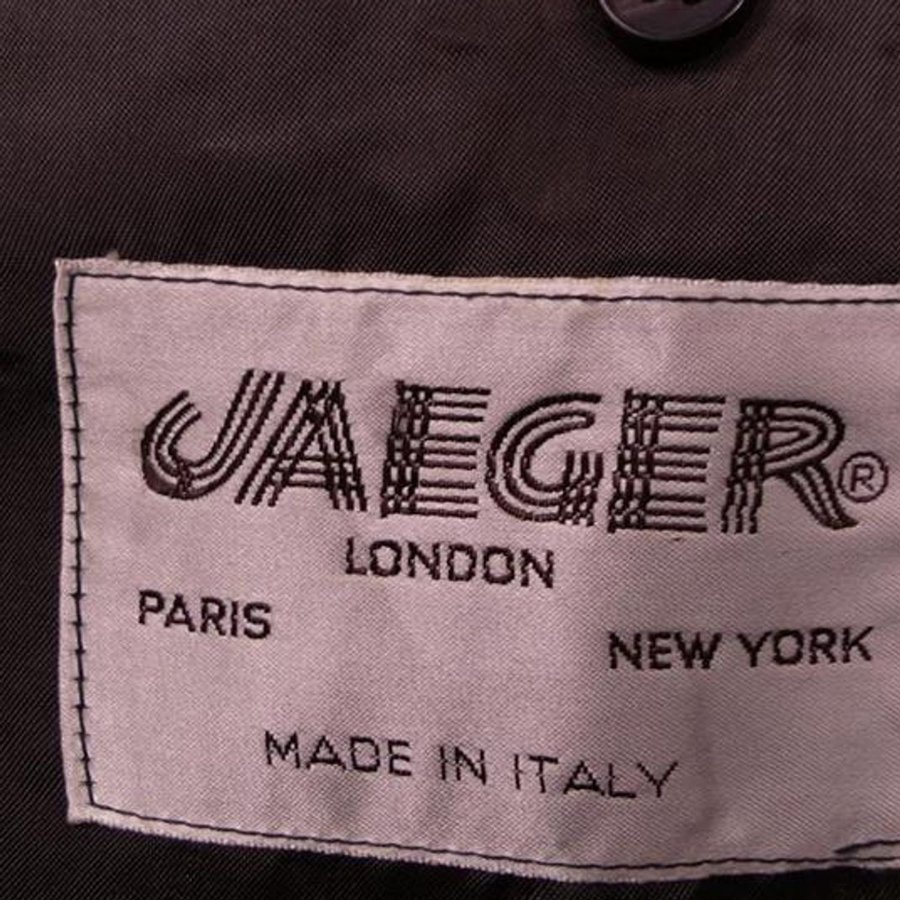 JAEGER®
LONDON
PARIS
NEW YORK
MADE IN ITALY